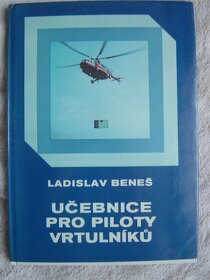 LADISLAV BENEŠ
UČEBNICE
PRO PILOTY
VRTULNÍKŮ